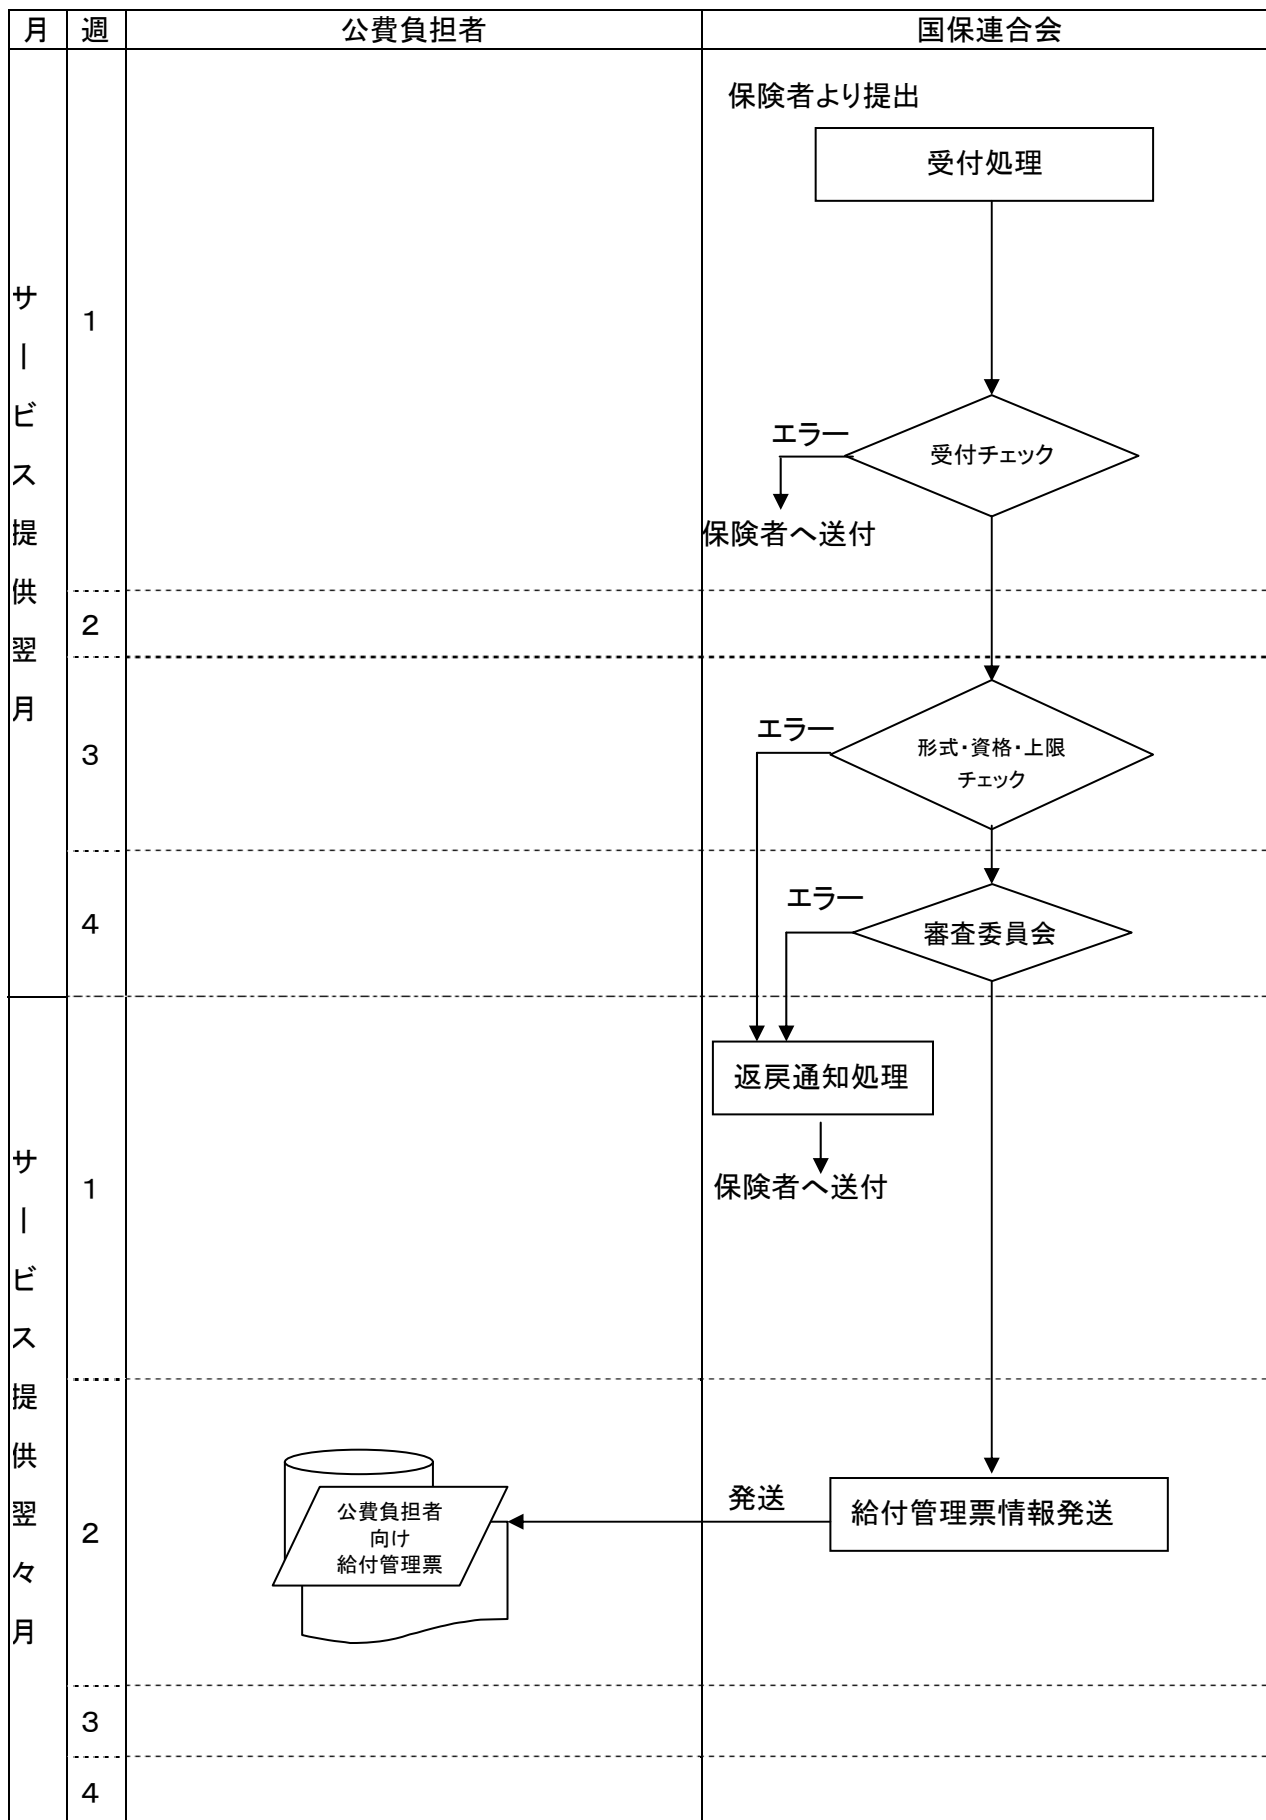 月 週 公費負担者 国保連合会
サービス提供翌月
1
保険者より提出
受付処理
エラー
受付チェック
保険者へ送付
2
3
エラー
形式・資格・上限
チェック
4
エラー
審査委員会
サービス提供翌々月
1
返戻通知処理
保険者へ送付
2
公費負担者
向け
給付管理票
発送
給付管理票情報発送
3
4